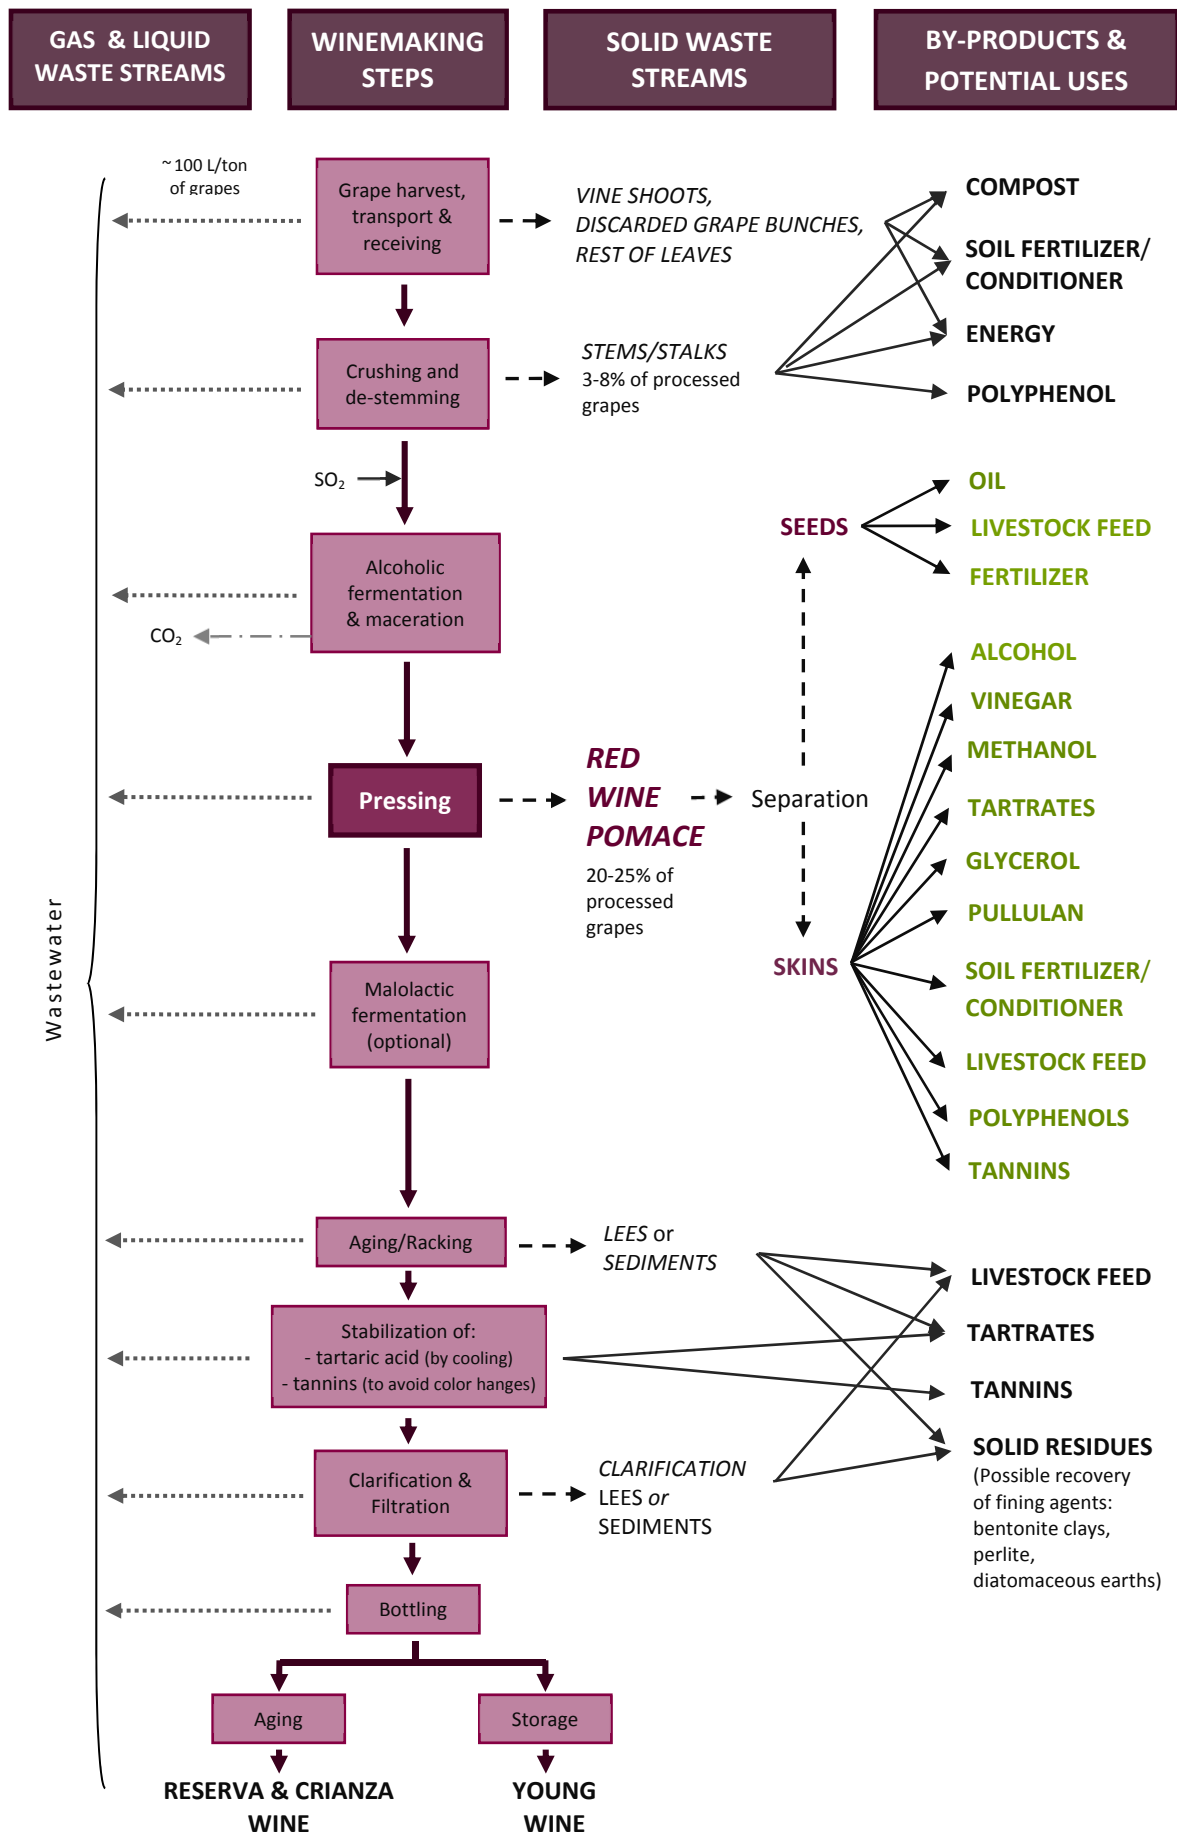 GAS & LIQUID
WASTE STREAMS
WINEMAKING
STEPS
SOLID WASTE
STREAMS
BY-PRODUCTS &
POTENTIAL USES
~100 L/ton
of grapes
Grape harvest,
transport &
receiving
VINE SHOOTS,
DISCARDED GRAPE BUNCHES,
REST OF LEAVES
COMPOST
SOIL FERTILIZER/
CONDITIONER
ENERGY
POLYPHENOL
Crushing and
de-stemming
STEMS/STALKS
3-8% of processed
grapes
SO₂
Alcoholic
fermentation
& maceration
CO₂
SEEDS
OIL
LIVESTOCK FEED
FERTILIZER
Pressing
RED
WINE
POMACE
20-25% of
processed
grapes
Separation
SKINS
ALCOHOL
VINEGAR
METHANOL
TARTRATES
GLYCEROL
PULLULAN
SOIL FERTILIZER/
CONDITIONER
LIVESTOCK FEED
POLYPHENOLS
TANNINS
Wastewater
Malolactic
fermentation
(optional)
Aging/Racking
LEES or
SEDIMENTS
Stabilization of:
- tartaric acid (by cooling)
- tannins (to avoid color hanges)
LIVESTOCK FEED
TARTRATES
TANNINS
SOLID RESIDUES
(Possible recovery
of fining agents:
bentonite clays,
perlite,
diatomaceous earths)
Clarification &
Filtration
CLARIFICATION
LEES or
SEDIMENTS
Bottling
Aging
Storage
RESERVA & CRIANZA
WINE
YOUNG
WINE